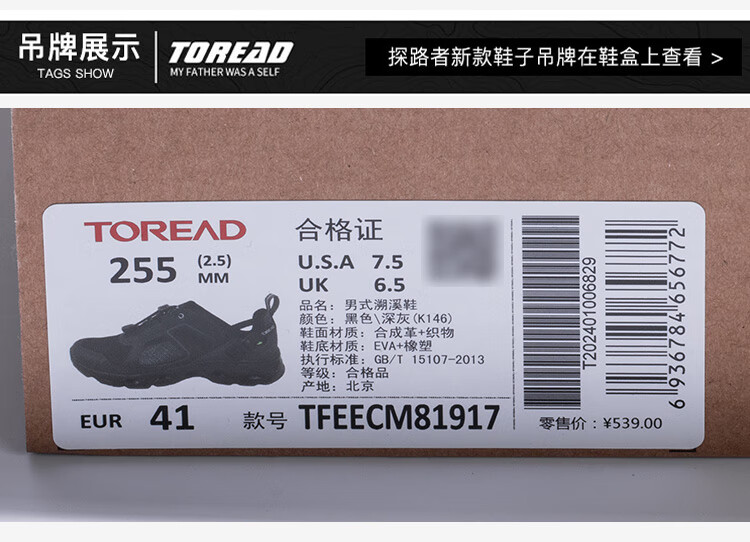 吊牌展示
TAGS SHOW
TOREAD
MY FATHER WAS A SELF
探路者新款鞋子吊牌在鞋盒上查看 >
TOREAD
255 (2.5) MM
合格证
U.S.A 7.5
UK 6.5
品名：男式溯溪鞋
颜色：黑色\深灰(K146)
鞋面材质：合成革+织物
鞋底材质：EVA+橡塑
执行标准：GB/T 15107-2013
等级：合格品
产地：北京
EUR 41
款号 TFEECM81917
T202401006829
6 936784 656772
零售价：¥539.00